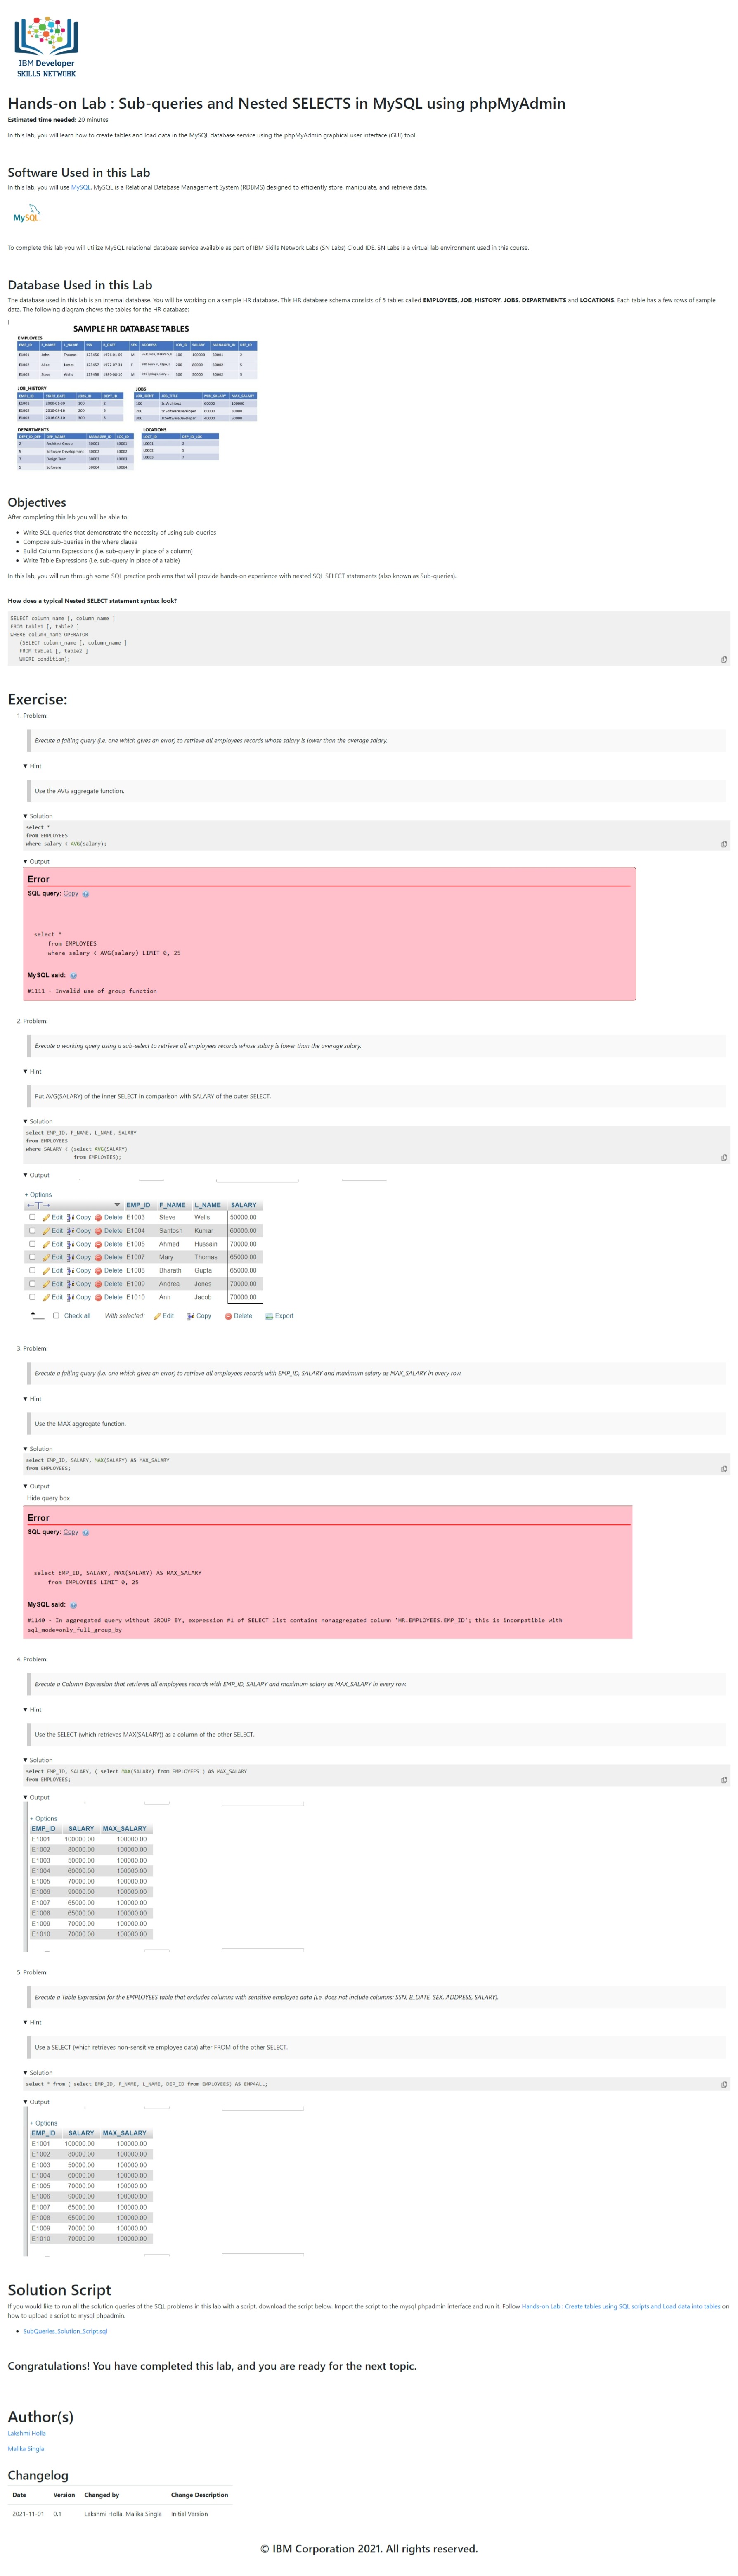 IBM Developer
SKILLS NETWORK
Hands-on Lab : Sub-queries and Nested SELECTS in MySQL using phpMyAdmin
Estimated time needed: 20 minutes
In this lab, you will learn how to create tables and load data in the MySQL database service using the phpMyAdmin graphical user interface (GUI) tool.
Software Used in this Lab
In this lab, you will use MySQL. MySQL is a Relational Database Management System (RDBMS) designed to efficiently store, manipulate, and retrieve data.
MySQL
To complete this lab you will utilize MySQL relational database service available as part of IBM Skills Network Labs (SN Labs) Cloud IDE. SN Labs is a virtual lab environment used in this course.
Database Used in this Lab
The database used in this lab is an internal database. You will be working on a sample HR database. This HR database schema consists of 5 tables called EMPLOYEES, JOB_HISTORY, JOBS, DEPARTMENTS and LOCATIONS. Each table has a few rows of sample
data. The following diagram shows the tables for the HR database:
SAMPLE HR DATABASE TABLES
EMPLOYEES
EMP_ID F_NAME L_NAME SSN B_DATE SEX ADDRESS JOB_ID SALARY MANAGER_ID DEP_ID
E1001 John Thomas 123456 M 100 100000 30001 2
E1002 Alice James 123457 F 200 80000 30002 5
E1003 Steve Wells 123458 M 300 50000 30002 5
JOB_HISTORY
JOBS
DEPARTMENTS
LOCATIONS
Architect Group
Software Development
Design Team
Software
Objectives
After completing this lab you will be able to:
• Write SQL queries that demonstrate the necessity of using sub-queries
• Compose sub-queries in the where clause
• Build Column Expressions (i.e. sub-query in place of a column)
• Write Table Expressions (i.e. sub-query in place of a table)
In this lab, you will run through some SQL practice problems that will provide hands-on experience with nested SQL SELECT statements (also known as Sub-queries).
How does a typical Nested SELECT statement syntax look?
SELECT column_name [, column_name ]
FROM table1 [, table2 ]
WHERE column_name OPERATOR
(SELECT column_name [, column_name ]
FROM table1 [, table2 ]
WHERE condition);
Exercise:
1. Problem:
Execute a failing query (i.e. one which gives an error) to retrieve all employees records whose salary is lower than the average salary.
▼ Hint
Use the AVG aggregate function.
▼ Solution
select *
from EMPLOYEES
where salary < AVG(salary);
▼ Output
Error
SQL query: Copy
select *
from EMPLOYEES
where salary < AVG(salary) LIMIT 0, 25
MySQL said:
#1111 - Invalid use of group function
2. Problem:
Execute a working query using a sub-select to retrieve all employees records whose salary is lower than the average salary.
▼ Hint
Put AVG(SALARY) of the inner SELECT in comparison with SALARY of the outer SELECT.
▼ Solution
select EMP_ID, F_NAME, L_NAME, SALARY
from EMPLOYEES
where SALARY < (select AVG(SALARY)
from EMPLOYEES);
▼ Output
+ Options
←T→ ▼ EMP_ID F_NAME L_NAME SALARY
Edit Copy Delete E1003 Steve Wells 50000.00
Edit Copy Delete E1004 Santosh Kumar 60000.00
Edit Copy Delete E1005 Ahmed Hussain 70000.00
Edit Copy Delete E1007 Mary Thomas 65000.00
Edit Copy Delete E1008 Bharath Gupta 65000.00
Edit Copy Delete E1009 Andrea Jones 70000.00
Edit Copy Delete E1010 Ann Jacob 70000.00
Check all With selected: Edit Copy Delete Export
3. Problem:
Execute a failing query (i.e. one which gives an error) to retrieve all employees records with EMP_ID, SALARY and maximum salary as MAX_SALARY in every row.
▼ Hint
Use the MAX aggregate function.
▼ Solution
select EMP_ID, SALARY, MAX(SALARY) AS MAX_SALARY
from EMPLOYEES;
▼ Output
Hide query box
Error
SQL query: Copy
select EMP_ID, SALARY, MAX(SALARY) AS MAX_SALARY
from EMPLOYEES LIMIT 0, 25
MySQL said:
#1140 - In aggregated query without GROUP BY, expression #1 of SELECT list contains nonaggregated column 'HR.EMPLOYEES.EMP_ID'; this is incompatible with
sql_mode=only_full_group_by
4. Problem:
Execute a Column Expression that retrieves all employees records with EMP_ID, SALARY and maximum salary as MAX_SALARY in every row.
▼ Hint
Use the SELECT (which retrieves MAX(SALARY)) as a column of the other SELECT.
▼ Solution
select EMP_ID, SALARY, ( select MAX(SALARY) from EMPLOYEES ) AS MAX_SALARY
from EMPLOYEES;
▼ Output
+ Options
EMP_ID SALARY MAX_SALARY
E1001 100000.00 100000.00
E1002 80000.00 100000.00
E1003 50000.00 100000.00
E1004 60000.00 100000.00
E1005 70000.00 100000.00
E1006 90000.00 100000.00
E1007 65000.00 100000.00
E1008 65000.00 100000.00
E1009 70000.00 100000.00
E1010 70000.00 100000.00
5. Problem:
Execute a Table Expression for the EMPLOYEES table that excludes columns with sensitive employee data (i.e. does not include columns: SSN, B_DATE, SEX, ADDRESS, SALARY).
▼ Hint
Use a SELECT (which retrieves non-sensitive employee data) after FROM of the other SELECT.
▼ Solution
select * from ( select EMP_ID, F_NAME, L_NAME, DEP_ID from EMPLOYEES) AS EMP4ALL;
▼ Output
+ Options
EMP_ID SALARY MAX_SALARY
E1001 100000.00 100000.00
E1002 80000.00 100000.00
E1003 50000.00 100000.00
E1004 60000.00 100000.00
E1005 70000.00 100000.00
E1006 90000.00 100000.00
E1007 65000.00 100000.00
E1008 65000.00 100000.00
E1009 70000.00 100000.00
E1010 70000.00 100000.00
Solution Script
If you would like to run all the solution queries of the SQL problems in this lab with a script, download the script below. Import the script to the mysql phpadmin interface and run it. Follow Hands-on Lab : Create tables using SQL scripts and Load data into tables on
how to upload a script to mysql phpadmin.
• SubQueries_Solution_Script.sql
Congratulations! You have completed this lab, and you are ready for the next topic.
Author(s)
Lakshmi Holla
Malika Singla
Changelog
Date Version Changed by Change Description
2021-11-01 0.1 Lakshmi Holla, Malika Singla Initial Version
© IBM Corporation 2021. All rights reserved.